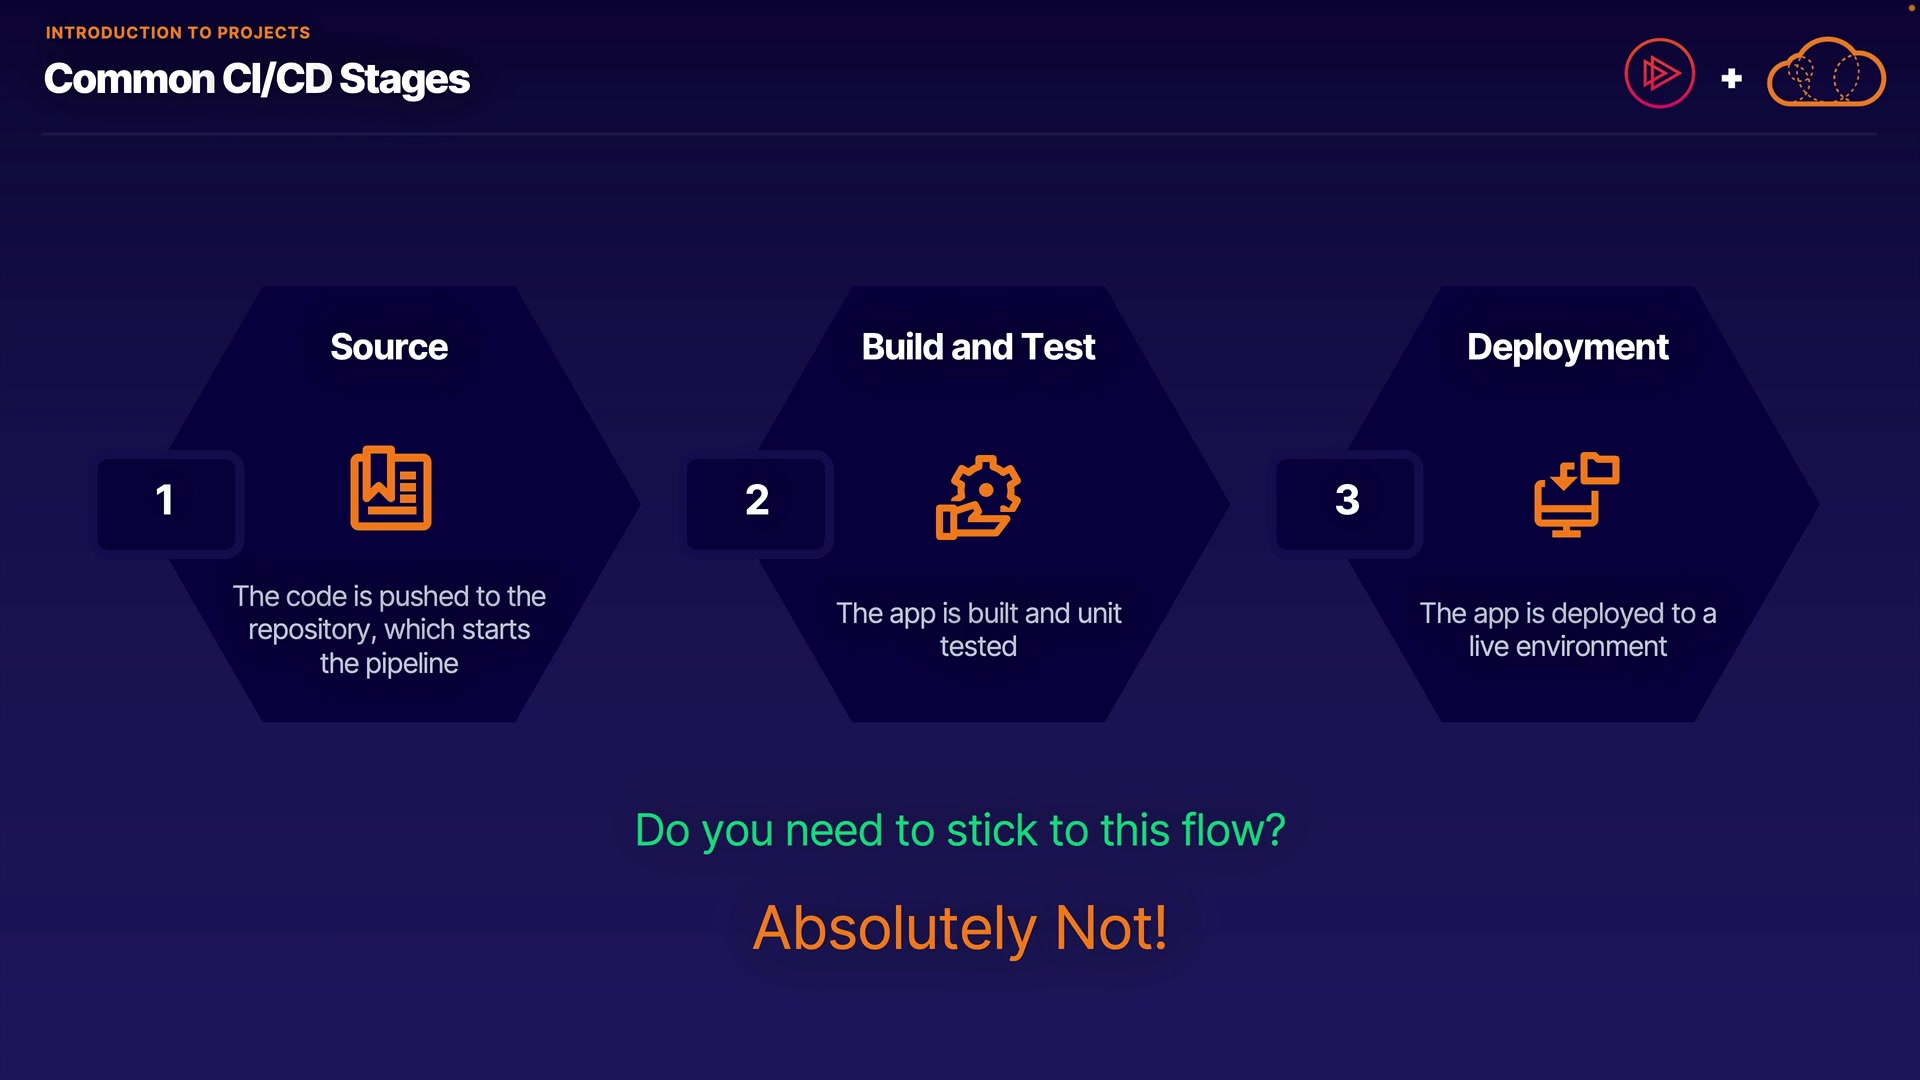 INTRODUCTION TO PROJECTS
Common CI/CD Stages
+
Source
1
The code is pushed to the
repository, which starts
the pipeline
Build and Test
2
The app is built and unit
tested
Deployment
3
The app is deployed to a
live environment
Do you need to stick to this flow?
Absolutely Not!